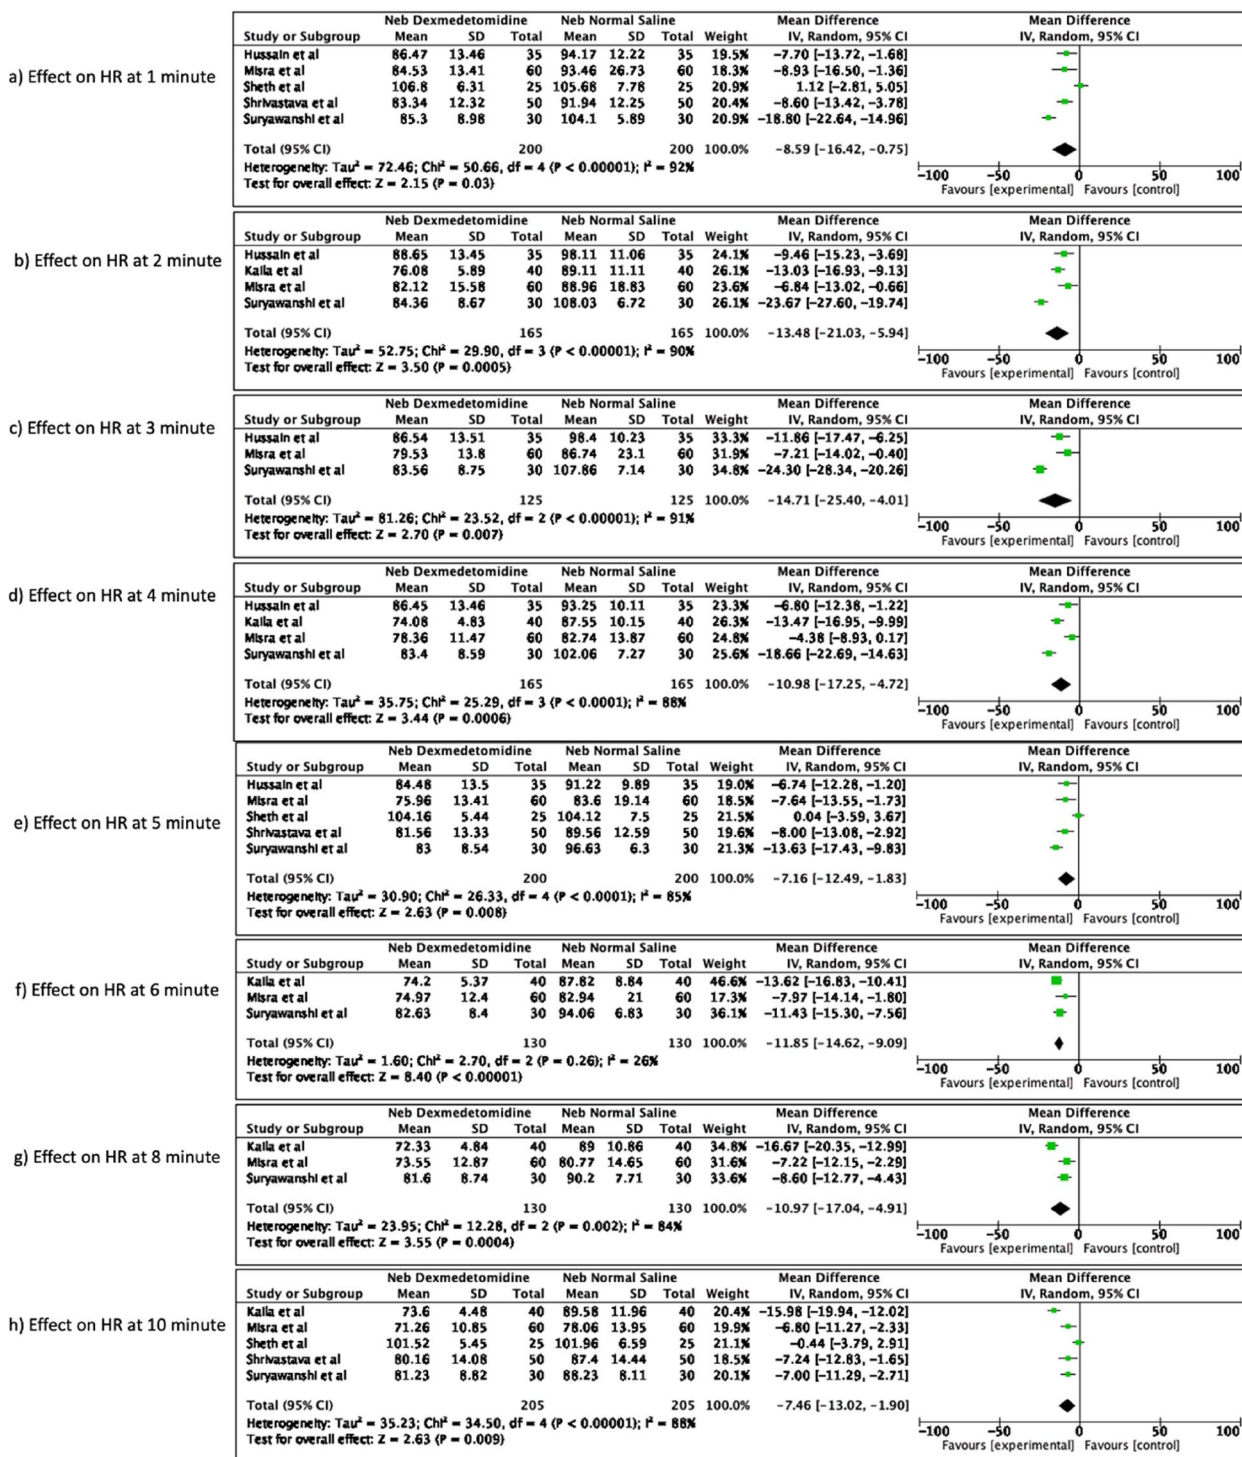 a) Effect on HR at 1 minute
Neb Dexmedetomidine Neb Normal Saline Mean Difference Mean Difference
Study or Subgroup Mean SD Total Mean SD Total Weight IV, Random, 95% CI IV, Random, 95% CI
Hussain et al 86.47 13.46 35 94.17 12.22 35 19.5% -7.70 [-13.72, -1.68]
Misra et al 84.53 13.41 60 93.46 26.73 60 18.3% -8.93 [-16.50, -1.36]
Sheth et al 106.8 6.31 25 105.68 7.78 25 20.9% 1.12 [-2.81, 5.05]
Shrivastava et al 83.34 12.32 50 91.94 12.25 50 20.4% -8.60 [-13.42, -3.78]
Suryawanshi et al 85.3 8.98 30 104.1 5.89 30 20.9% -18.80 [-22.64, -14.96]
Total (95% CI) 200 200 100.0% -8.59 [-16.42, -0.75]
Heterogeneity: Tau² = 72.46; Chi² = 50.66, df = 4 (P < 0.00001); I² = 92%
Test for overall effect: Z = 2.15 (P = 0.03)
-100 -50 0 50 100
Favours [experimental] Favours [control]
b) Effect on HR at 2 minute
Neb Dexmedetomidine Neb Normal Saline Mean Difference Mean Difference
Study or Subgroup Mean SD Total Mean SD Total Weight IV, Random, 95% CI IV, Random, 95% CI
Hussain et al 88.65 13.45 35 98.11 11.06 35 24.1% -9.46 [-15.23, -3.69]
Kaila et al 76.08 5.89 40 89.11 11.11 40 26.1% -13.03 [-16.93, -9.13]
Misra et al 82.12 15.58 60 88.96 18.83 60 23.6% -6.84 [-13.02, -0.66]
Suryawanshi et al 84.36 8.67 30 108.03 6.72 30 26.1% -23.67 [-27.60, -19.74]
Total (95% CI) 165 165 100.0% -13.48 [-21.03, -5.94]
Heterogeneity: Tau² = 52.75; Chi² = 29.90, df = 3 (P < 0.00001); I² = 90%
Test for overall effect: Z = 3.50 (P = 0.0005)
-100 -50 0 50 100
Favours [experimental] Favours [control]
c) Effect on HR at 3 minute
Neb Dexmedetomidine Neb Normal Saline Mean Difference Mean Difference
Study or Subgroup Mean SD Total Mean SD Total Weight IV, Random, 95% CI IV, Random, 95% CI
Hussain et al 86.54 13.51 35 98.4 10.23 35 33.3% -11.86 [-17.47, -6.25]
Misra et al 79.53 13.8 60 86.74 23.1 60 31.9% -7.21 [-14.02, -0.40]
Suryawanshi et al 83.56 8.75 30 107.86 7.14 30 34.8% -24.30 [-28.34, -20.26]
Total (95% CI) 125 125 100.0% -14.71 [-25.40, -4.01]
Heterogeneity: Tau² = 81.26; Chi² = 23.52, df = 2 (P < 0.00001); I² = 91%
Test for overall effect: Z = 2.70 (P = 0.007)
-100 -50 0 50 100
Favours [experimental] Favours [control]
d) Effect on HR at 4 minute
Neb Dexmedetomidine Neb Normal Saline Mean Difference Mean Difference
Study or Subgroup Mean SD Total Mean SD Total Weight IV, Random, 95% CI IV, Random, 95% CI
Hussain et al 86.45 13.46 35 93.25 10.11 35 23.3% -6.80 [-12.38, -1.22]
Kaila et al 74.08 4.83 40 87.55 10.15 40 26.3% -13.47 [-16.95, -9.99]
Misra et al 78.36 11.47 60 82.74 13.87 60 24.8% -4.38 [-8.93, 0.17]
Suryawanshi et al 83.4 8.59 30 102.06 7.27 30 25.6% -18.66 [-22.69, -14.63]
Total (95% CI) 165 165 100.0% -10.98 [-17.25, -4.72]
Heterogeneity: Tau² = 35.75; Chi² = 25.29, df = 3 (P < 0.0001); I² = 88%
Test for overall effect: Z = 3.44 (P = 0.0006)
-100 -50 0 50 100
Favours [experimental] Favours [control]
e) Effect on HR at 5 minute
Neb Dexmedetomidine Neb Normal Saline Mean Difference Mean Difference
Study or Subgroup Mean SD Total Mean SD Total Weight IV, Random, 95% CI IV, Random, 95% CI
Hussain et al 84.48 13.5 35 91.22 9.89 35 19.0% -6.74 [-12.28, -1.20]
Misra et al 75.96 13.41 60 83.6 19.14 60 18.5% -7.64 [-13.55, -1.73]
Sheth et al 104.16 5.44 25 104.12 7.5 25 21.5% 0.04 [-3.59, 3.67]
Shrivastava et al 81.56 13.33 50 89.56 12.59 50 19.6% -8.00 [-13.08, -2.92]
Suryawanshi et al 83 8.54 30 96.63 6.3 30 21.3% -13.63 [-17.43, -9.83]
Total (95% CI) 200 200 100.0% -7.16 [-12.49, -1.83]
Heterogeneity: Tau² = 30.90; Chi² = 26.33, df = 4 (P < 0.0001); I² = 85%
Test for overall effect: Z = 2.63 (P = 0.008)
-100 -50 0 50 100
Favours [experimental] Favours [control]
f) Effect on HR at 6 minute
Neb Dexmedetomidine Neb Normal Saline Mean Difference Mean Difference
Study or Subgroup Mean SD Total Mean SD Total Weight IV, Random, 95% CI IV, Random, 95% CI
Kaila et al 74.2 5.37 40 87.82 8.84 40 46.6% -13.62 [-16.83, -10.41]
Misra et al 74.97 12.4 60 82.94 21 60 17.3% -7.97 [-14.14, -1.80]
Suryawanshi et al 82.63 8.4 30 94.06 6.83 30 36.1% -11.43 [-15.30, -7.56]
Total (95% CI) 130 130 100.0% -11.85 [-14.62, -9.09]
Heterogeneity: Tau² = 1.60; Chi² = 2.70, df = 2 (P = 0.26); I² = 26%
Test for overall effect: Z = 8.40 (P < 0.00001)
-100 -50 0 50 100
Favours [experimental] Favours [control]
g) Effect on HR at 8 minute
Neb Dexmedetomidine Neb Normal Saline Mean Difference Mean Difference
Study or Subgroup Mean SD Total Mean SD Total Weight IV, Random, 95% CI IV, Random, 95% CI
Kaila et al 72.33 4.84 40 89 10.86 40 34.8% -16.67 [-20.35, -12.99]
Misra et al 73.55 12.87 60 80.77 14.65 60 31.6% -7.22 [-12.15, -2.29]
Suryawanshi et al 81.6 8.74 30 90.2 7.71 30 33.6% -8.60 [-12.77, -4.43]
Total (95% CI) 130 130 100.0% -10.97 [-17.04, -4.91]
Heterogeneity: Tau² = 23.95; Chi² = 12.28, df = 2 (P = 0.002); I² = 84%
Test for overall effect: Z = 3.55 (P = 0.0004)
-100 -50 0 50 100
Favours [experimental] Favours [control]
h) Effect on HR at 10 minute
Neb Dexmedetomidine Neb Normal Saline Mean Difference Mean Difference
Study or Subgroup Mean SD Total Mean SD Total Weight IV, Random, 95% CI IV, Random, 95% CI
Kaila et al 73.6 4.48 40 89.58 11.96 40 20.4% -15.98 [-19.94, -12.02]
Misra et al 71.26 10.85 60 78.06 13.95 60 19.9% -6.80 [-11.27, -2.33]
Sheth et al 101.52 5.45 25 101.96 6.59 25 21.1% -0.44 [-3.79, 2.91]
Shrivastava et al 80.16 14.08 50 87.4 14.44 50 18.5% -7.24 [-12.83, -1.65]
Suryawanshi et al 81.23 8.82 30 88.23 8.11 30 20.1% -7.00 [-11.29, -2.71]
Total (95% CI) 205 205 100.0% -7.46 [-13.02, -1.90]
Heterogeneity: Tau² = 35.23; Chi² = 34.50, df = 4 (P < 0.00001); I² = 88%
Test for overall effect: Z = 2.63 (P = 0.009)
-100 -50 0 50 100
Favours [experimental] Favours [control]